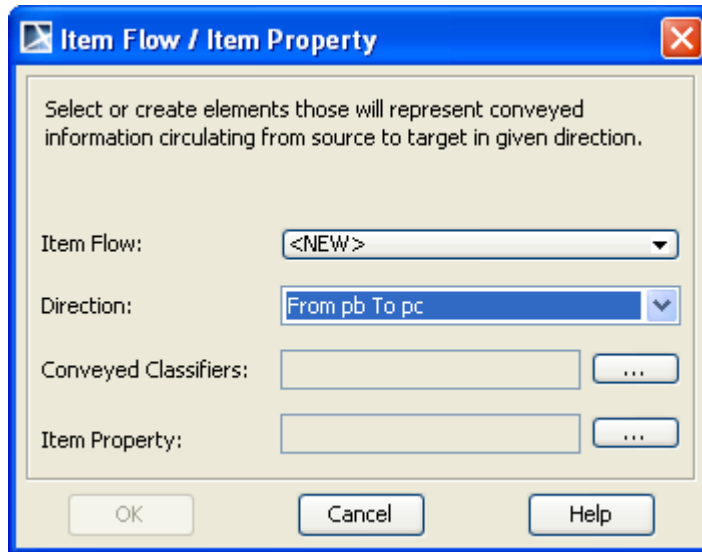 Item Flow / Item Property
Select or create elements those will represent conveyed
information circulating from source to target in given direction.
Item Flow: <NEW>
Direction: From pb To pc
Conveyed Classifiers: ...
Item Property: ...
OK Cancel Help